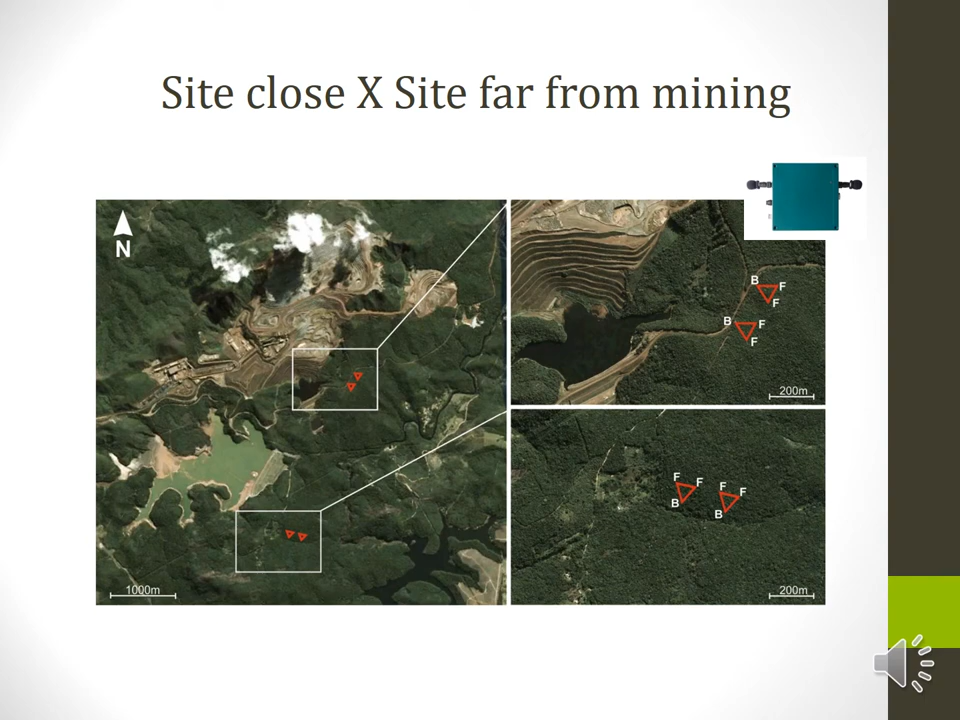 Site close X Site far from mining
N
1000m
B F
F
B F
F
200m
F F
B
F F
B
200m